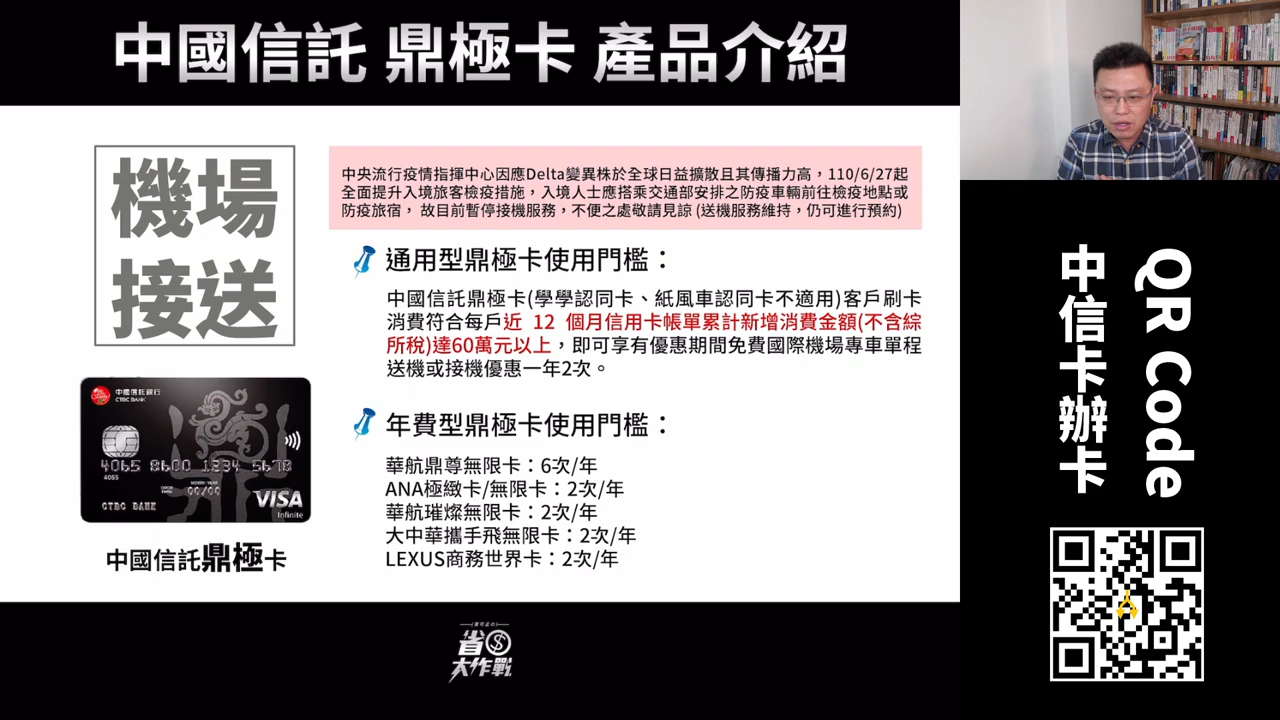 中國信託 鼎極卡 產品介紹
機場
接送
中央流行疫情指揮中心因應Delta變異株於全球日益擴散且其傳播力高，110/6/27起
全面提升入境旅客檢疫措施，入境人士應搭乘交通部安排之防疫車輛前往檢疫地點或
防疫旅宿， 故目前暫停接機服務，不便之處敬請見諒 (送機服務維持，仍可進行預約)
通用型鼎極卡使用門檻：
中國信託鼎極卡(學學認同卡、紙風車認同卡不適用)客戶刷卡
消費符合每戶近 12 個月信用卡帳單累計新增消費金額(不含綜
所稅)達60萬元以上，即可享有優惠期間免費國際機場專車單程
送機或接機優惠一年2次。
年費型鼎極卡使用門檻：
華航鼎尊無限卡：6次/年
ANA極緻卡/無限卡：2次/年
華航璀燦無限卡：2次/年
大中華攜手飛無限卡：2次/年
LEXUS商務世界卡：2次/年
中國信託銀行
CTBC BANK
4065 8600 1234 5678
4065
MONTH/YEAR
00/00
CTBC BANK
VISA
Infinite
中國信託鼎極卡
省
大作戰
QR Code
中信卡辦卡